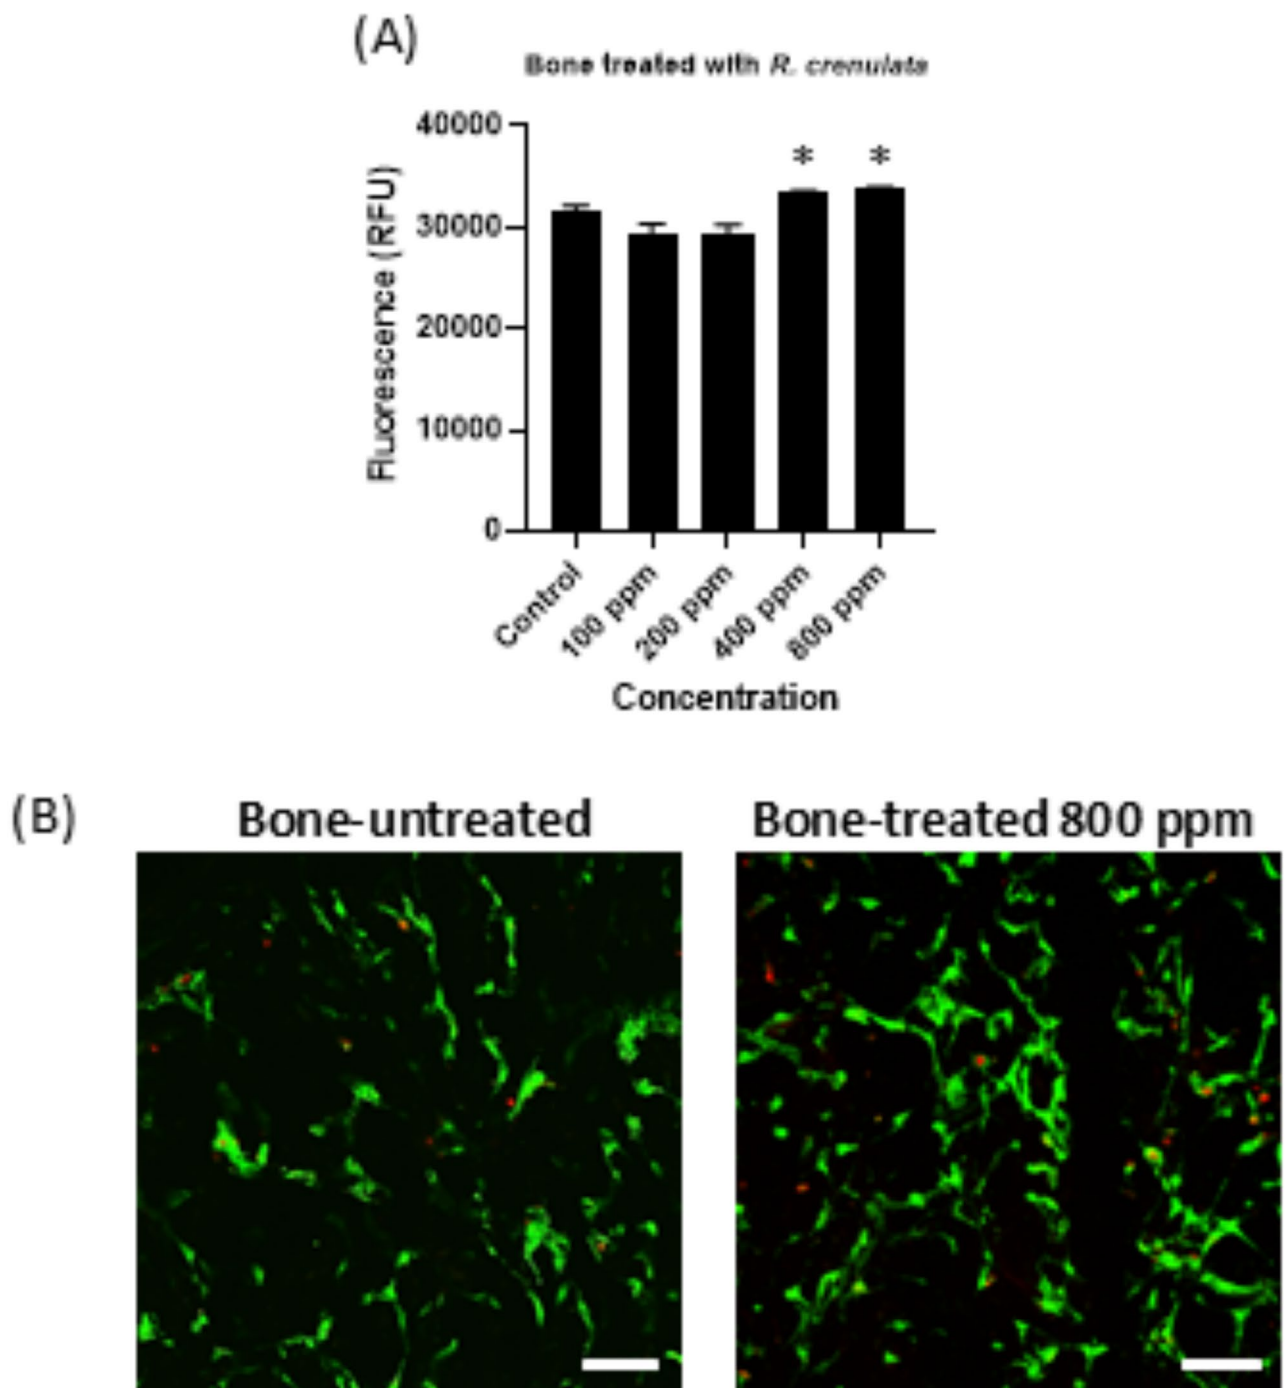 (A)
Bone treated with R. crenulata
Fluorescence (RFU)
40000
30000
20000
10000
0
Control
100 ppm
200 ppm
400 ppm
800 ppm
* *
Concentration
(B)
Bone-untreated
Bone-treated 800 ppm